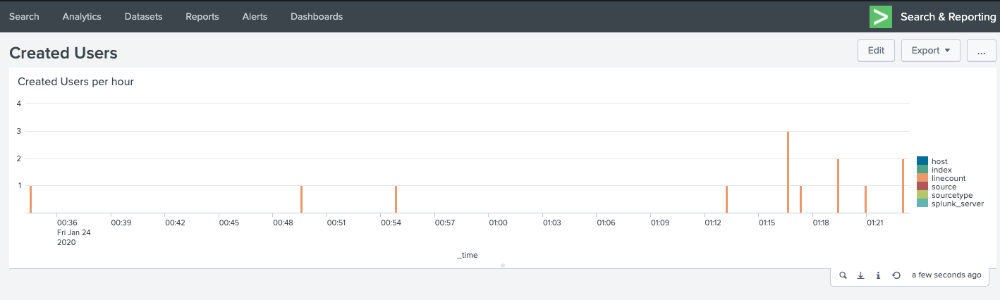 Search Analytics Datasets Reports Alerts Dashboards Search & Reporting
Created Users Edit Export ...
Created Users per hour
4
3
2
1
host
index
linecount
source
sourcetype
splunk_server
00:36 00:39 00:42 00:45 00:48 00:51 00:54 00:57 01:00 01:03 01:06 01:09 01:12 01:15 01:18 01:21
Fri Jan 24
2020
_time
a few seconds ago